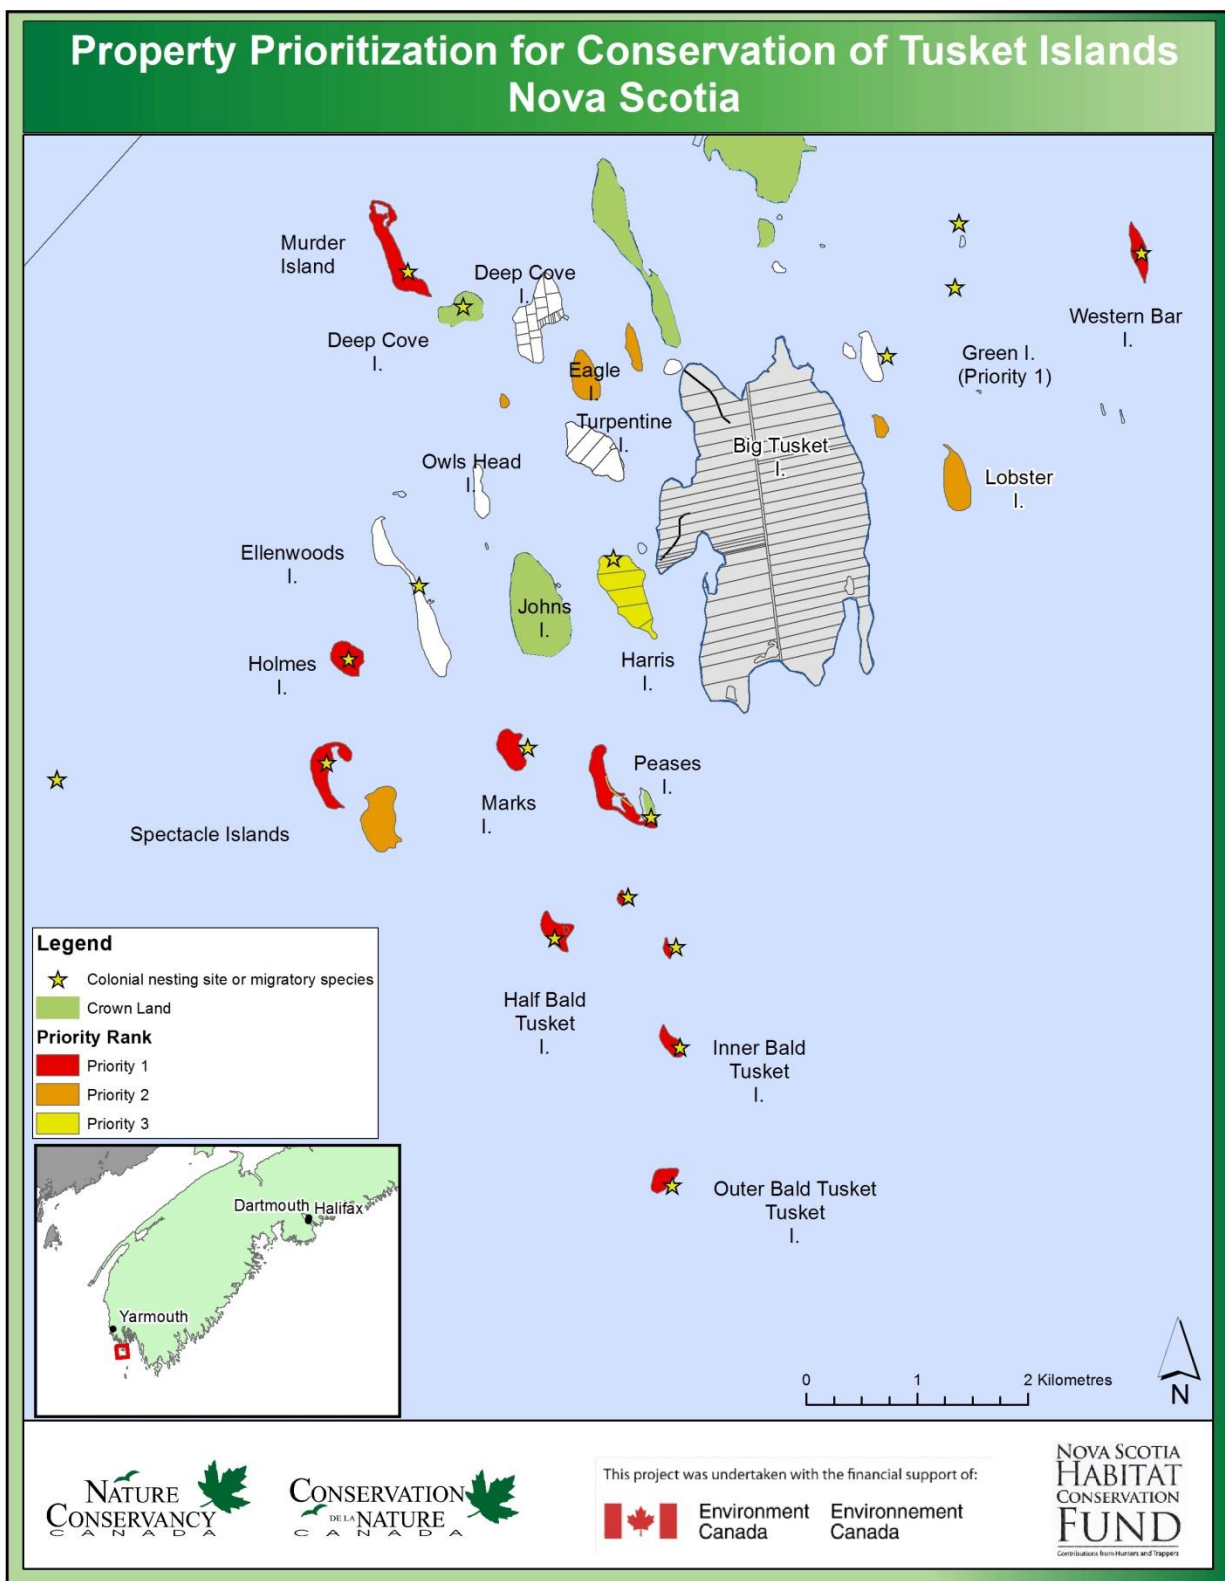 Property Prioritization for Conservation of Tusket Islands
Nova Scotia
Murder
Island
Deep Cove
I.
Deep Cove
I.
Western Bar
I.
Green I.
(Priority 1)
Eagle
I.
Turpentine
I.
Big Tusket
I.
Owls Head
I.
Lobster
I.
Ellenwoods
I.
Johns
I.
Harris
I.
Holmes
I.
Peases
I.
Marks
I.
Spectacle Islands
Half Bald
Tusket
I.
Inner Bald
Tusket
I.
Outer Bald Tusket
Tusket
I.
Legend
Colonial nesting site or migratory species
Crown Land
Priority Rank
Priority 1
Priority 2
Priority 3
Dartmouth
Halifax
Yarmouth
0 1 2 Kilometres
N
NATURE
CONSERVANCY
CANADA
CONSERVATION
DE LA NATURE
CANADA
This project was undertaken with the financial support of:
Environment
Canada
Environnement
Canada
NOVA SCOTIA
HABITAT
CONSERVATION
FUND
Contributions from Hunters and Trappers